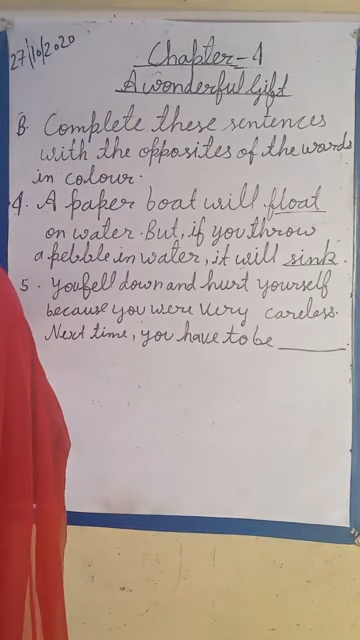 27/10/2020
Chapter-1
A wonderful Gift
B. Complete these sentences
with the opposites of the words
in colour.
4. A paper boat will float
on water. But, if you throw
a pebble in water, it will sink.
5. you fell down and hurt yourself
because you were very careless.
Next time, you have to be ______